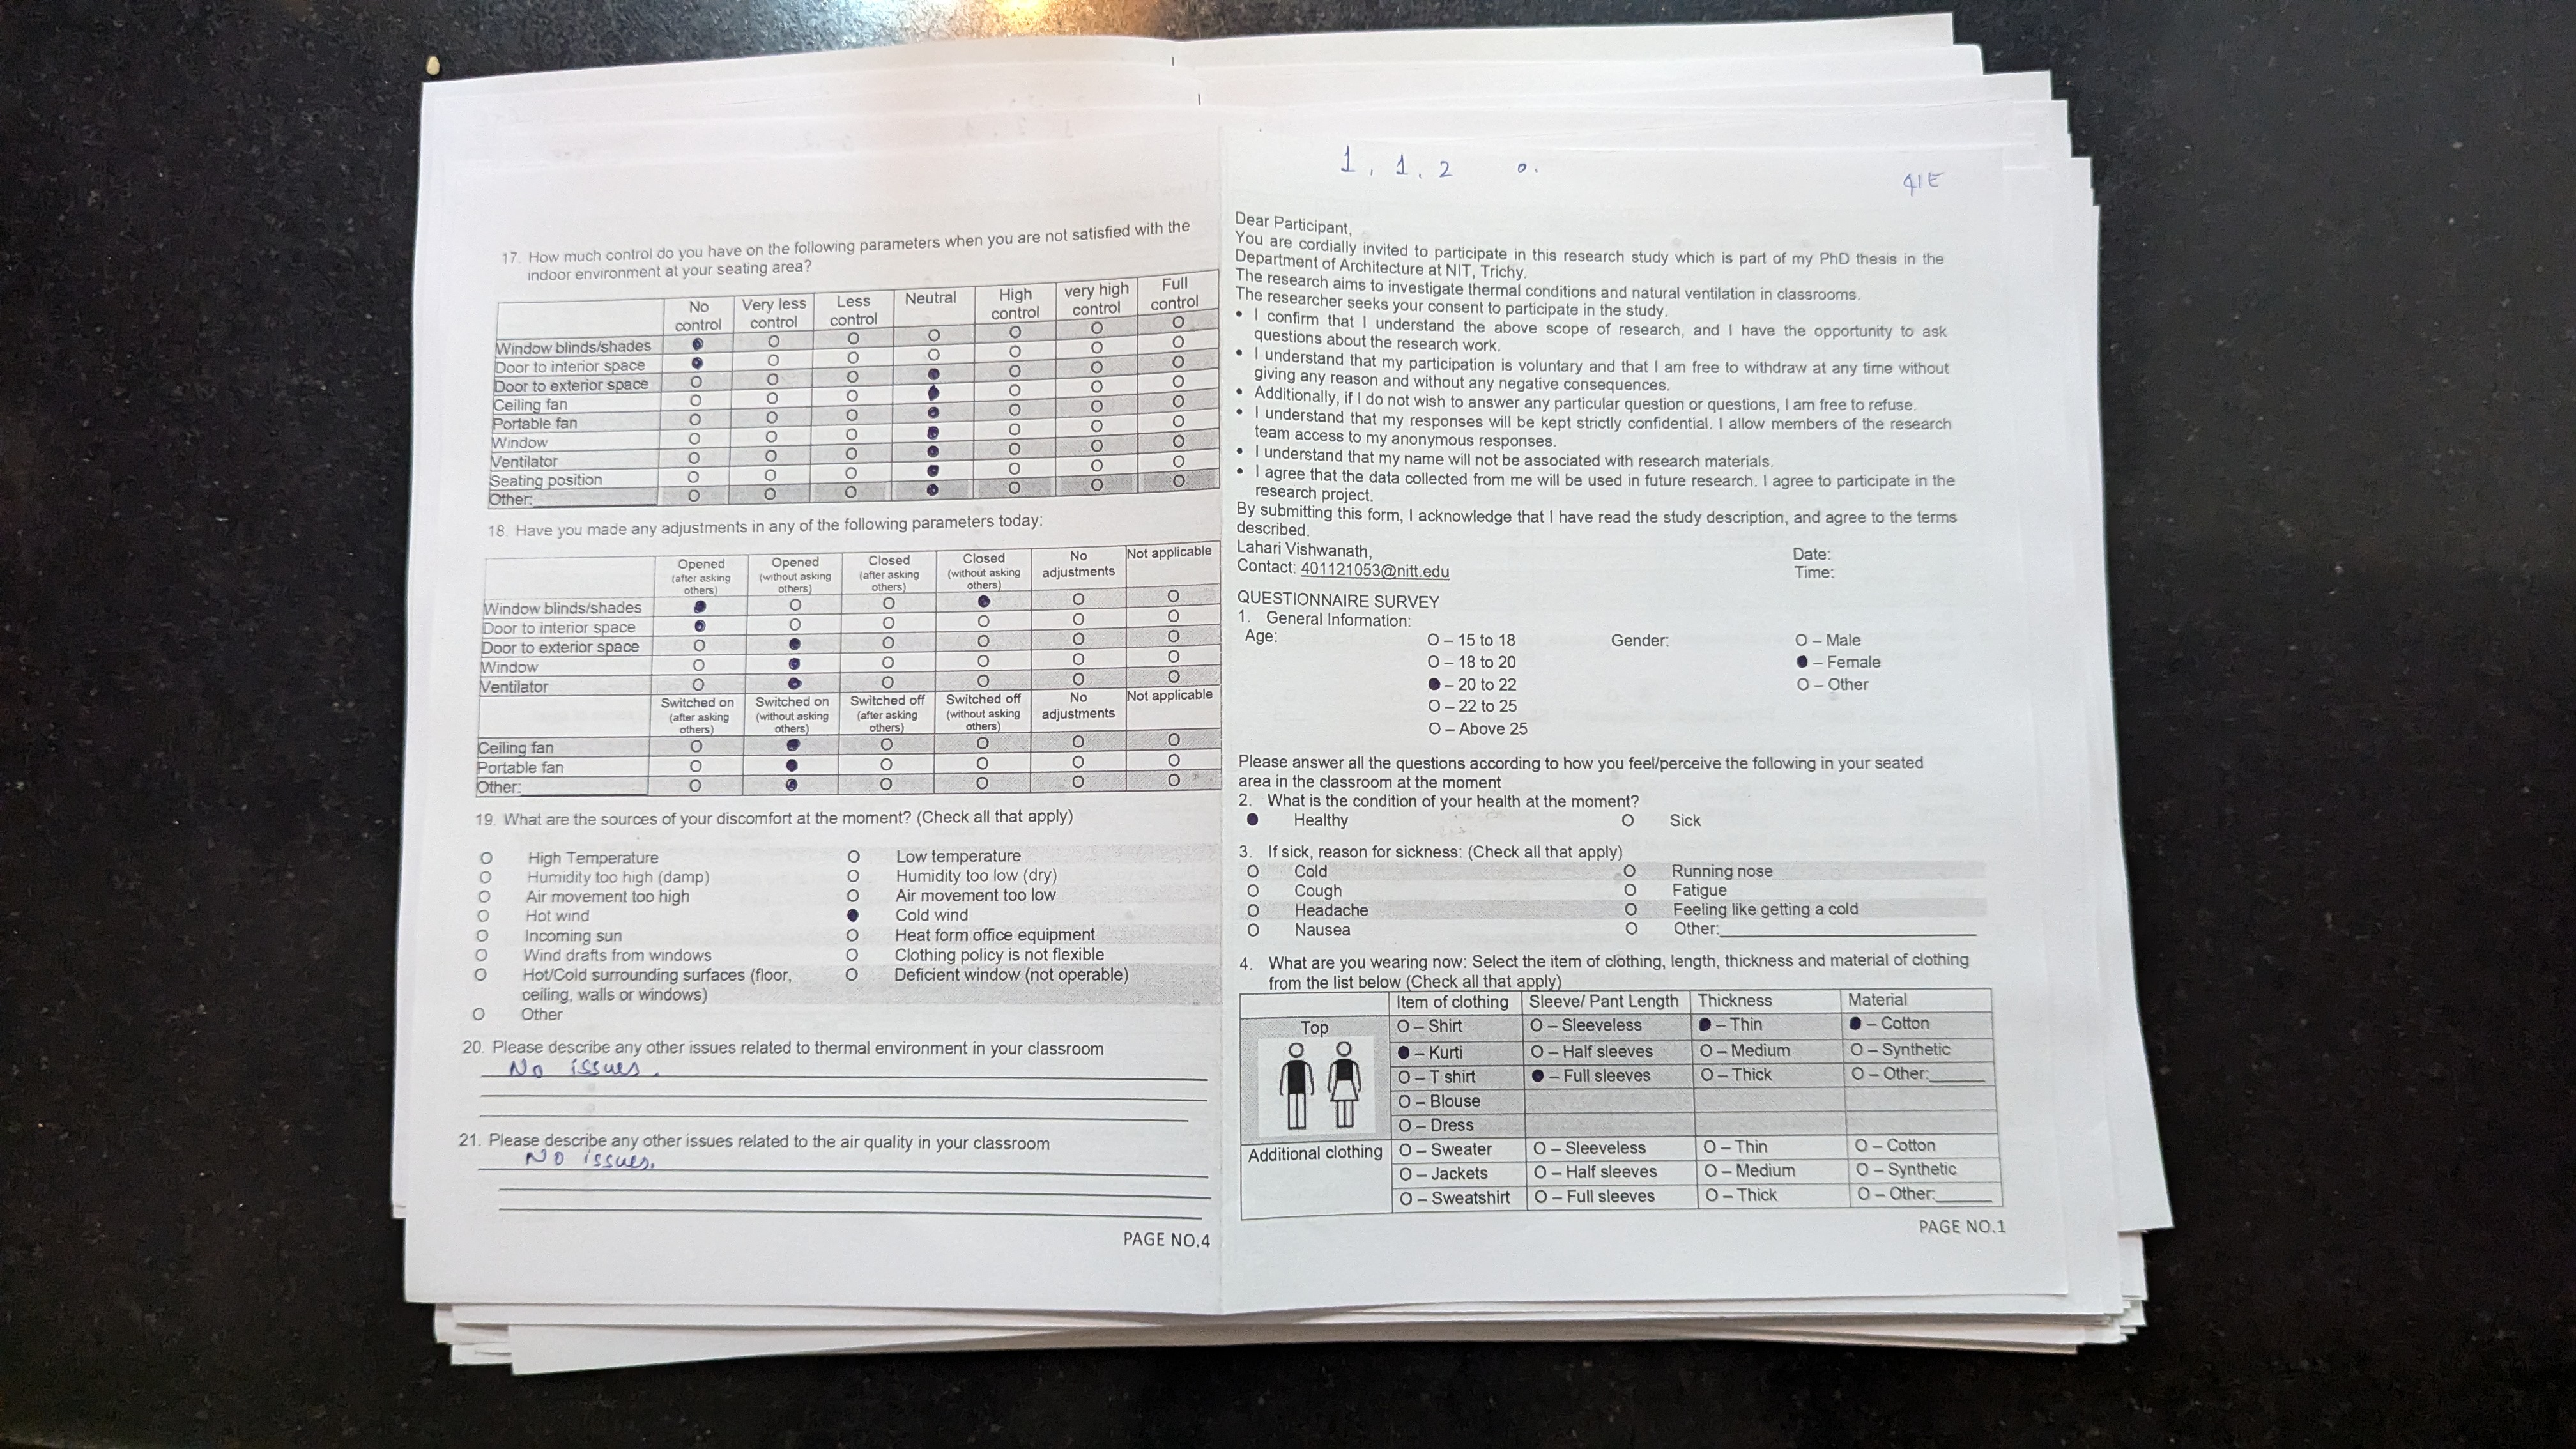 17. How much control do you have on the following parameters when you are not satisfied with the
indoor environment at your seating area?
No control Very less control Less control Neutral High control very high control Full control
Window blinds/shades ● O O O O O O
Door to interior space ● O O O O O O
Door to exterior space O O O ● O O O
Ceiling fan O O O ● O O O
Portable fan O O O ● O O O
Window O O O ● O O O
Ventilator O O O ● O O O
Seating position O O O ● O O O
Other:________ O O O ● O O O
18. Have you made any adjustments in any of the following parameters today:
Opened (after asking others) Opened (without asking others) Closed (after asking others) Closed (without asking others) No adjustments Not applicable
Window blinds/shades ● O O ● O O
Door to interior space ● O O O O O
Door to exterior space O ● O O O O
Window O ● O O O O
Ventilator O ● O O O O
Switched on (after asking others) Switched on (without asking others) Switched off (after asking others) Switched off (without asking others) No adjustments Not applicable
Ceiling fan O ● O O O O
Portable fan O ● O O O O
Other:________ O ● O O O O
19. What are the sources of your discomfort at the moment? (Check all that apply)
O High Temperature O Low temperature
O Humidity too high (damp) O Humidity too low (dry)
O Air movement too high O Air movement too low
O Hot wind ● Cold wind
O Incoming sun O Heat form office equipment
O Wind drafts from windows O Clothing policy is not flexible
O Hot/Cold surrounding surfaces (floor, O Deficient window (not operable)
ceiling, walls or windows)
O Other
20. Please describe any other issues related to thermal environment in your classroom
No issues.
21. Please describe any other issues related to the air quality in your classroom
No issues.
PAGE NO.4
1, 1, 2 0.
41E
Dear Participant,
You are cordially invited to participate in this research study which is part of my PhD thesis in the
Department of Architecture at NIT, Trichy.
The research aims to investigate thermal conditions and natural ventilation in classrooms.
The researcher seeks your consent to participate in the study.
• I confirm that I understand the above scope of research, and I have the opportunity to ask
questions about the research work.
• I understand that my participation is voluntary and that I am free to withdraw at any time without
giving any reason and without any negative consequences.
• Additionally, if I do not wish to answer any particular question or questions, I am free to refuse.
• I understand that my responses will be kept strictly confidential. I allow members of the research
team access to my anonymous responses.
• I understand that my name will not be associated with research materials.
• I agree that the data collected from me will be used in future research. I agree to participate in the
research project.
By submitting this form, I acknowledge that I have read the study description, and agree to the terms
described.
Lahari Vishwanath, Date:
Contact: 401121053@nitt.edu Time:
QUESTIONNAIRE SURVEY
1. General Information:
Age: O – 15 to 18 Gender: O – Male
O – 18 to 20 ● – Female
● – 20 to 22 O – Other
O – 22 to 25
O – Above 25
Please answer all the questions according to how you feel/perceive the following in your seated
area in the classroom at the moment
2. What is the condition of your health at the moment?
● Healthy O Sick
3. If sick, reason for sickness: (Check all that apply)
O Cold O Running nose
O Cough O Fatigue
O Headache O Feeling like getting a cold
O Nausea O Other:________
4. What are you wearing now: Select the item of clothing, length, thickness and material of clothing
from the list below (Check all that apply)
Item of clothing Sleeve/ Pant Length Thickness Material
Top O – Shirt O – Sleeveless ● – Thin ● – Cotton
● – Kurti O – Half sleeves O – Medium O – Synthetic
O – T shirt ● – Full sleeves O – Thick O – Other:________
O – Blouse
O – Dress
Additional clothing O – Sweater O – Sleeveless O – Thin O – Cotton
O – Jackets O – Half sleeves O – Medium O – Synthetic
O – Sweatshirt O – Full sleeves O – Thick O – Other:________
PAGE NO.1